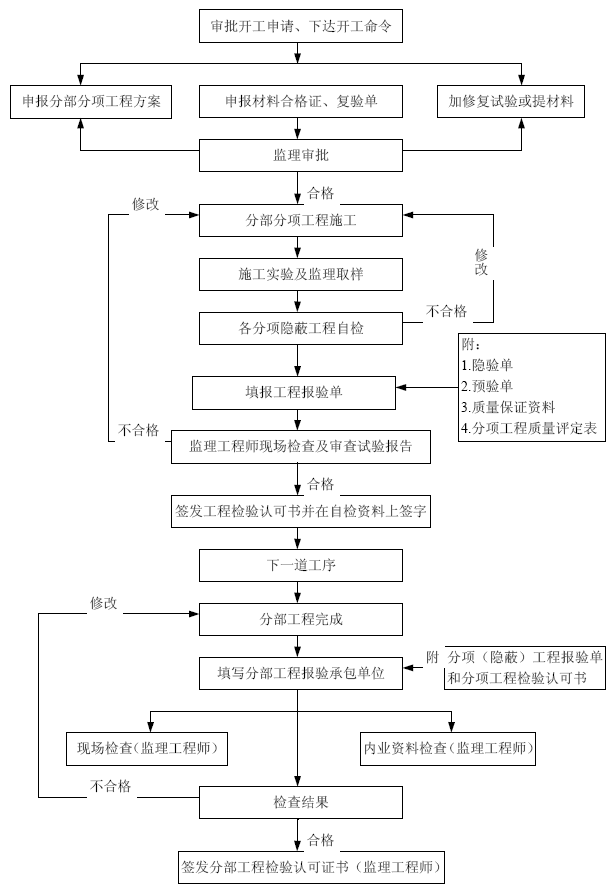 审批开工申请、下达开工命令
申报分部分项工程方案
申报材料合格证、复验单
加修复试验或提材料
监理审批
合格
修改
分部分项工程施工
修改
施工实验及监理取样
不合格
各分项隐蔽工程自检
附：
1.隐验单
2.预验单
3.质量保证资料
4.分项工程质量评定表
填报工程报验单
不合格
监理工程师现场检查及审查试验报告
合格
签发工程检验认可书并在自检资料上签字
下一道工序
修改
分部工程完成
填写分部工程报验承包单位
附 分项（隐蔽）工程报验单
和分项工程检验认可书
现场检查（监理工程师）
内业资料检查（监理工程师）
不合格
检查结果
合格
签发分部工程检验认可证书（监理工程师）